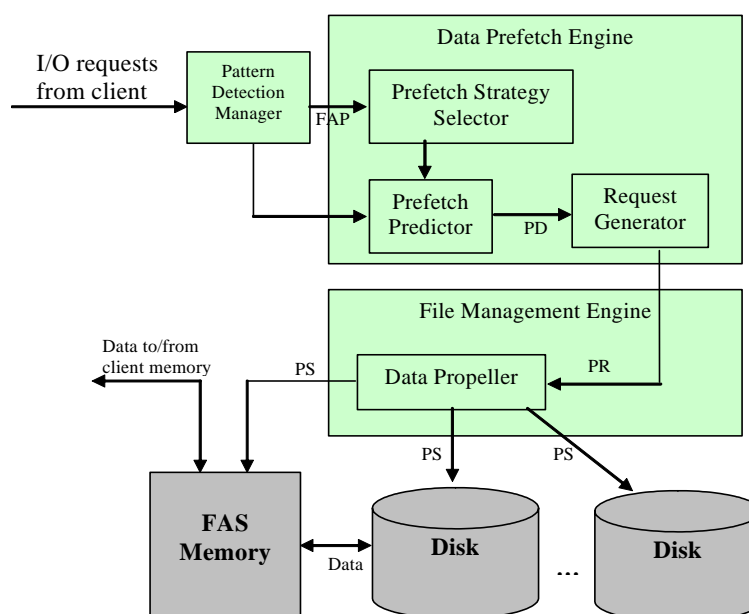 Data Prefetch Engine
I/O requests
from client
Pattern
Detection
Manager
FAP
Prefetch Strategy
Selector
Prefetch
Predictor
PD
Request
Generator
File Management Engine
Data to/from
client memory
PS
Data Propeller
PR
PS
PS
FAS
Memory
Data
Disk
...
Disk